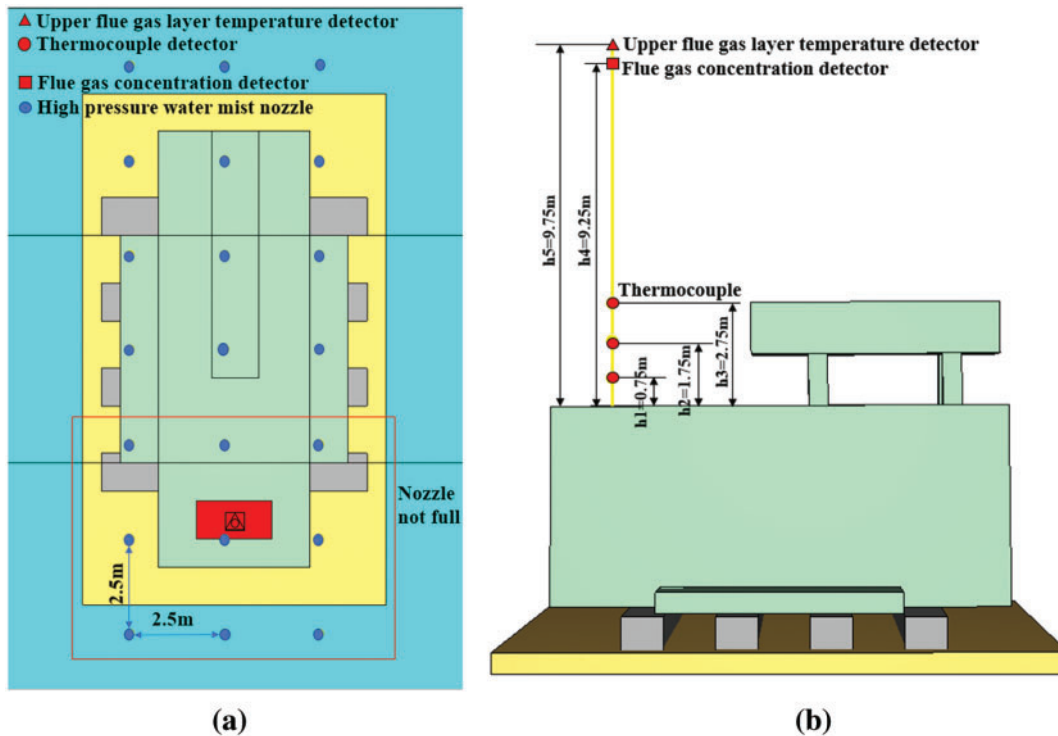 Upper flue gas layer temperature detector
Thermocouple detector
Flue gas concentration detector
High pressure water mist nozzle
Nozzle
not full
2.5m
2.5m
(a)
Upper flue gas layer temperature detector
Flue gas concentration detector
h5=9.75m
h4=9.25m
Thermocouple
h3=2.75m
h2=1.75m
h1=0.75m
(b)